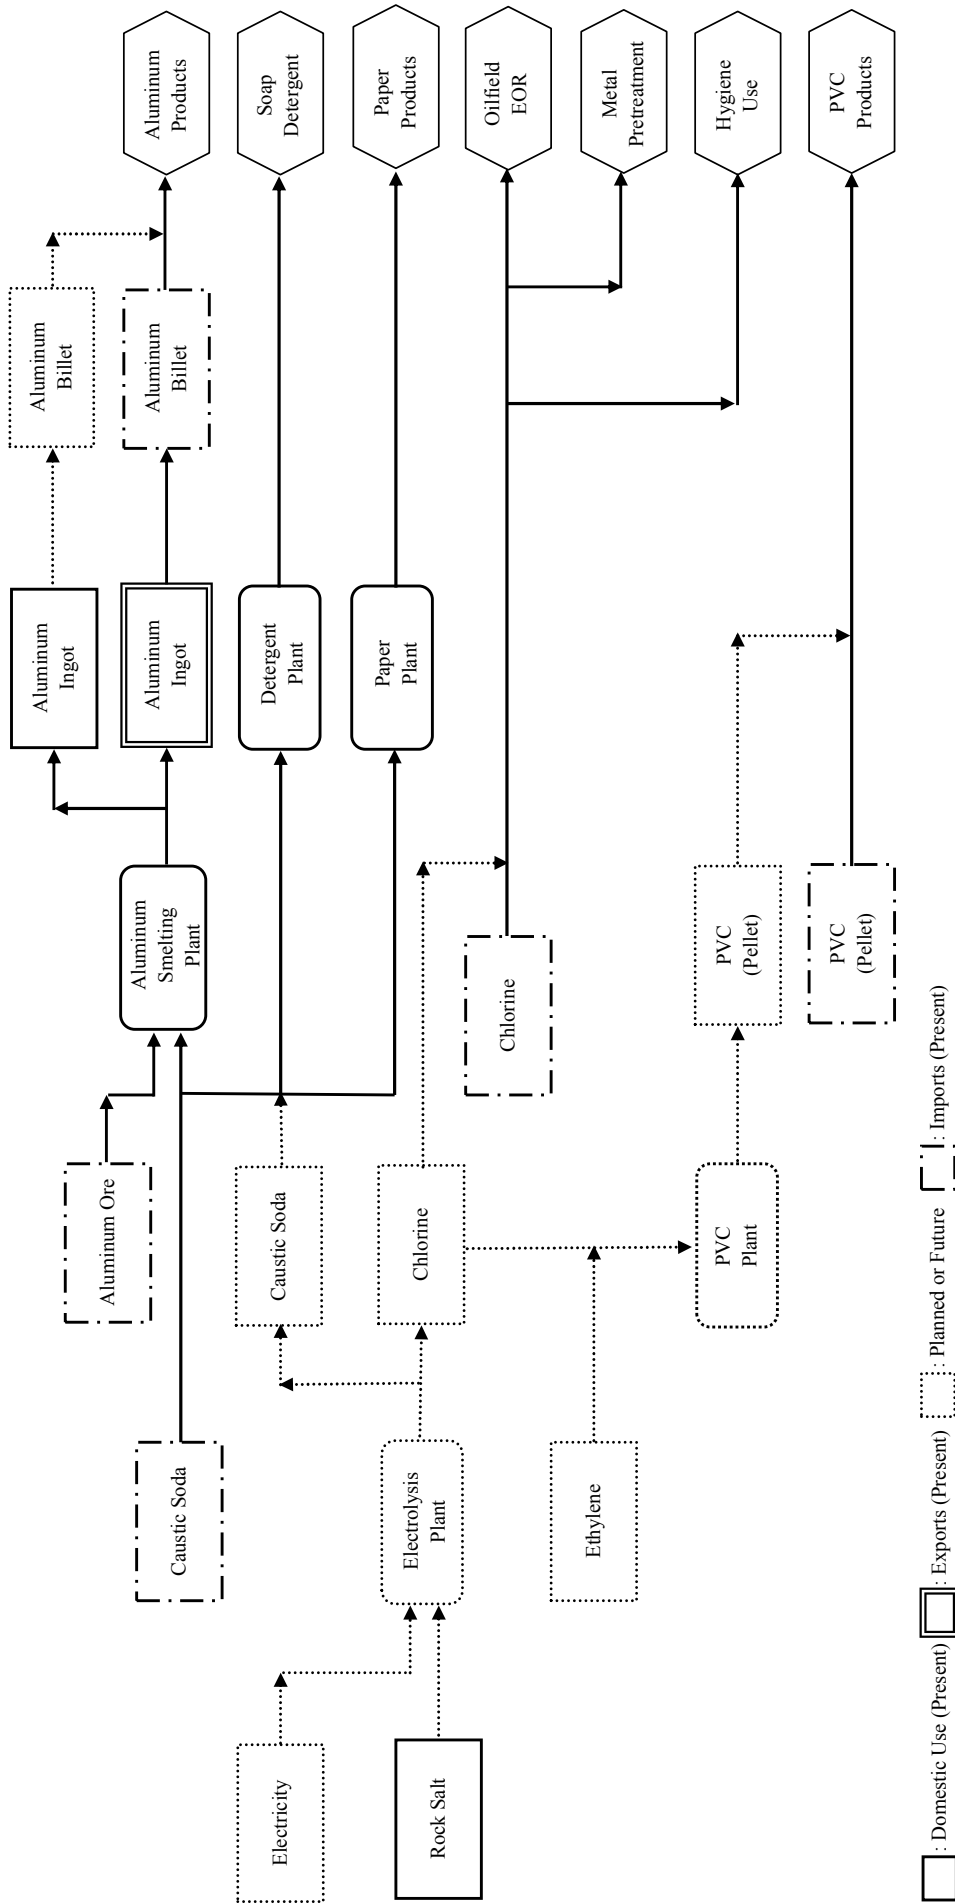 Aluminum
Billet
Aluminum
Ingot
Aluminum
Products
Aluminum
Billet
Aluminum
Ingot
Aluminum
Smelting
Plant
Aluminum Ore
Caustic Soda
Soap
Detergent
Detergent
Plant
Caustic Soda
Electricity
Paper
Products
Paper
Plant
Chlorine
Electrolysis
Plant
Rock Salt
Oilfield
EOR
Chlorine
Metal
Pretreatment
Ethylene
Hygiene
Use
PVC
(Pellet)
PVC
Plant
PVC
Products
PVC
(Pellet)
: Domestic Use (Present)
: Exports (Present)
: Planned or Future
: Imports (Present)